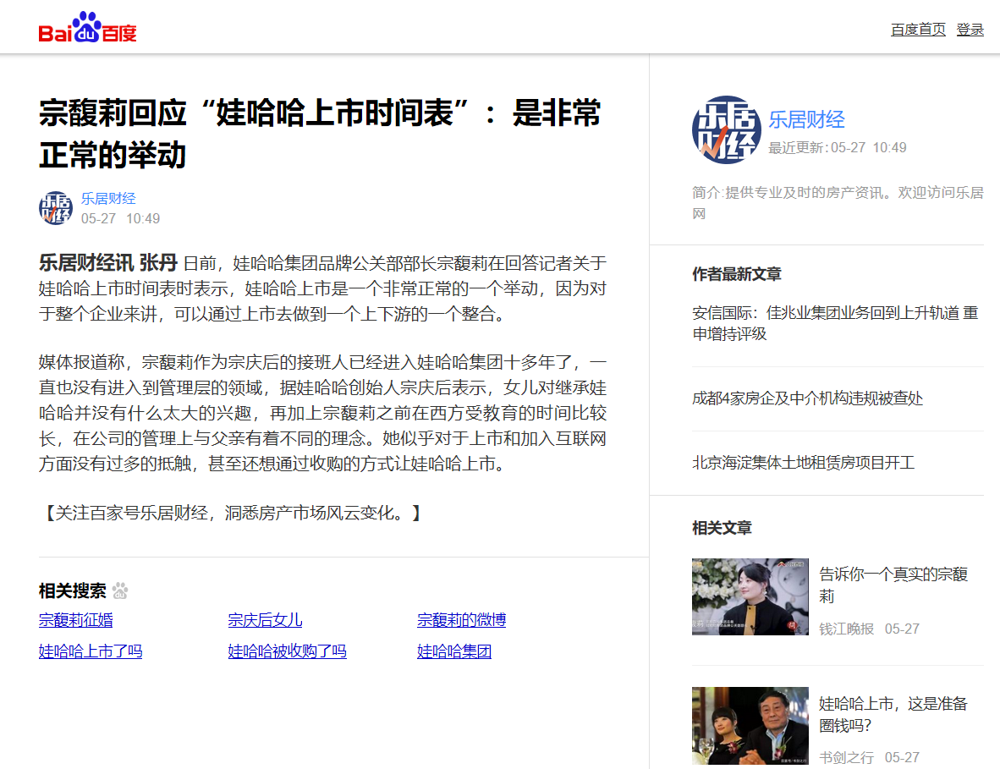 Baidu百度
百度首页 登录
宗馥莉回应“娃哈哈上市时间表”：是非常
正常的举动
乐居财经
乐居财经
05-27 10:49
乐居财经讯 张丹 日前，娃哈哈集团品牌公关部部长宗馥莉在回答记者关于
娃哈哈上市时间表时表示，娃哈哈上市是一个非常正常的一个举动，因为对
于整个企业来讲，可以通过上市去做到一个上下游的一个整合。
媒体报道称，宗馥莉作为宗庆后的接班人已经进入娃哈哈集团十多年了，一
直也没有进入到管理层的领域，据娃哈哈创始人宗庆后表示，女儿对继承娃
哈哈并没有什么太大的兴趣，再加上宗馥莉之前在西方受教育的时间比较
长，在公司的管理上与父亲有着不同的理念。她似乎对于上市和加入互联网
方面没有过多的抵触，甚至还想通过收购的方式让娃哈哈上市。
【关注百家号乐居财经，洞悉房产市场风云变化。】
相关搜索
宗馥莉征婚 宗庆后女儿 宗馥莉的微博
娃哈哈上市了吗 娃哈哈被收购了吗 娃哈哈集团
乐居财经
乐居财经
最近更新:05-27 10:49
简介:提供专业及时的房产资讯。欢迎访问乐居
网
作者最新文章
安信国际：佳兆业集团业务回到上升轨道 重
申增持评级
成都4家房企及中介机构违规被查处
北京海淀集体土地租赁房项目开工
相关文章
告诉你一个真实的宗馥
莉
钱江晚报 05-27
娃哈哈上市，这是准备
圈钱吗？
书剑之行 05-27